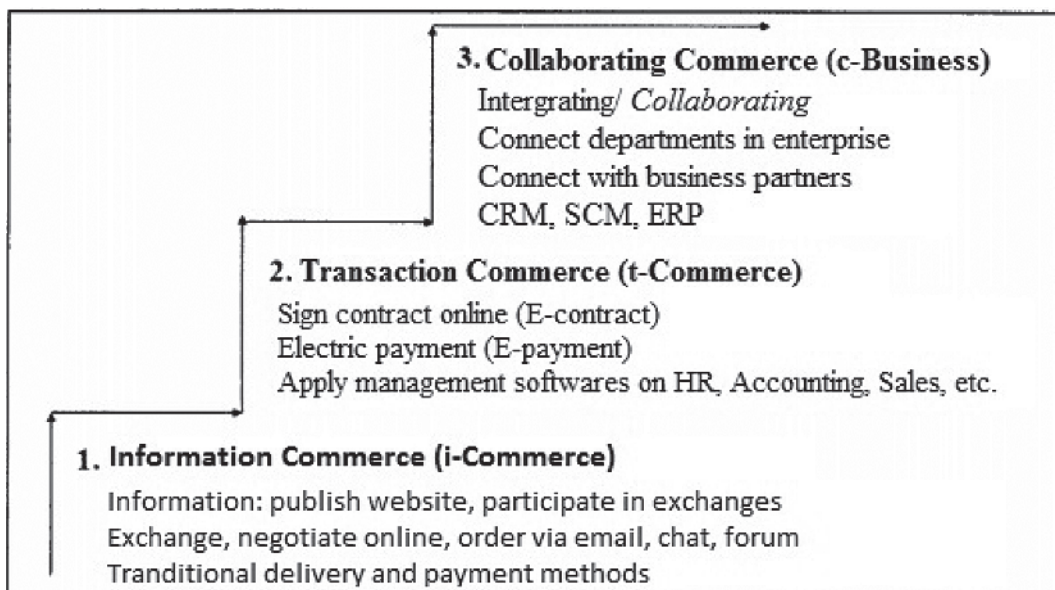 3. Collaborating Commerce (c-Business)
Intergrating/ Collaborating
Connect departments in enterprise
Connect with business partners
CRM, SCM, ERP
2. Transaction Commerce (t-Commerce)
Sign contract online (E-contract)
Electric payment (E-payment)
Apply management softwares on HR, Accounting, Sales, etc.
1. Information Commerce (i-Commerce)
Information: publish website, participate in exchanges
Exchange, negotiate online, order via email, chat, forum
Tranditional delivery and payment methods